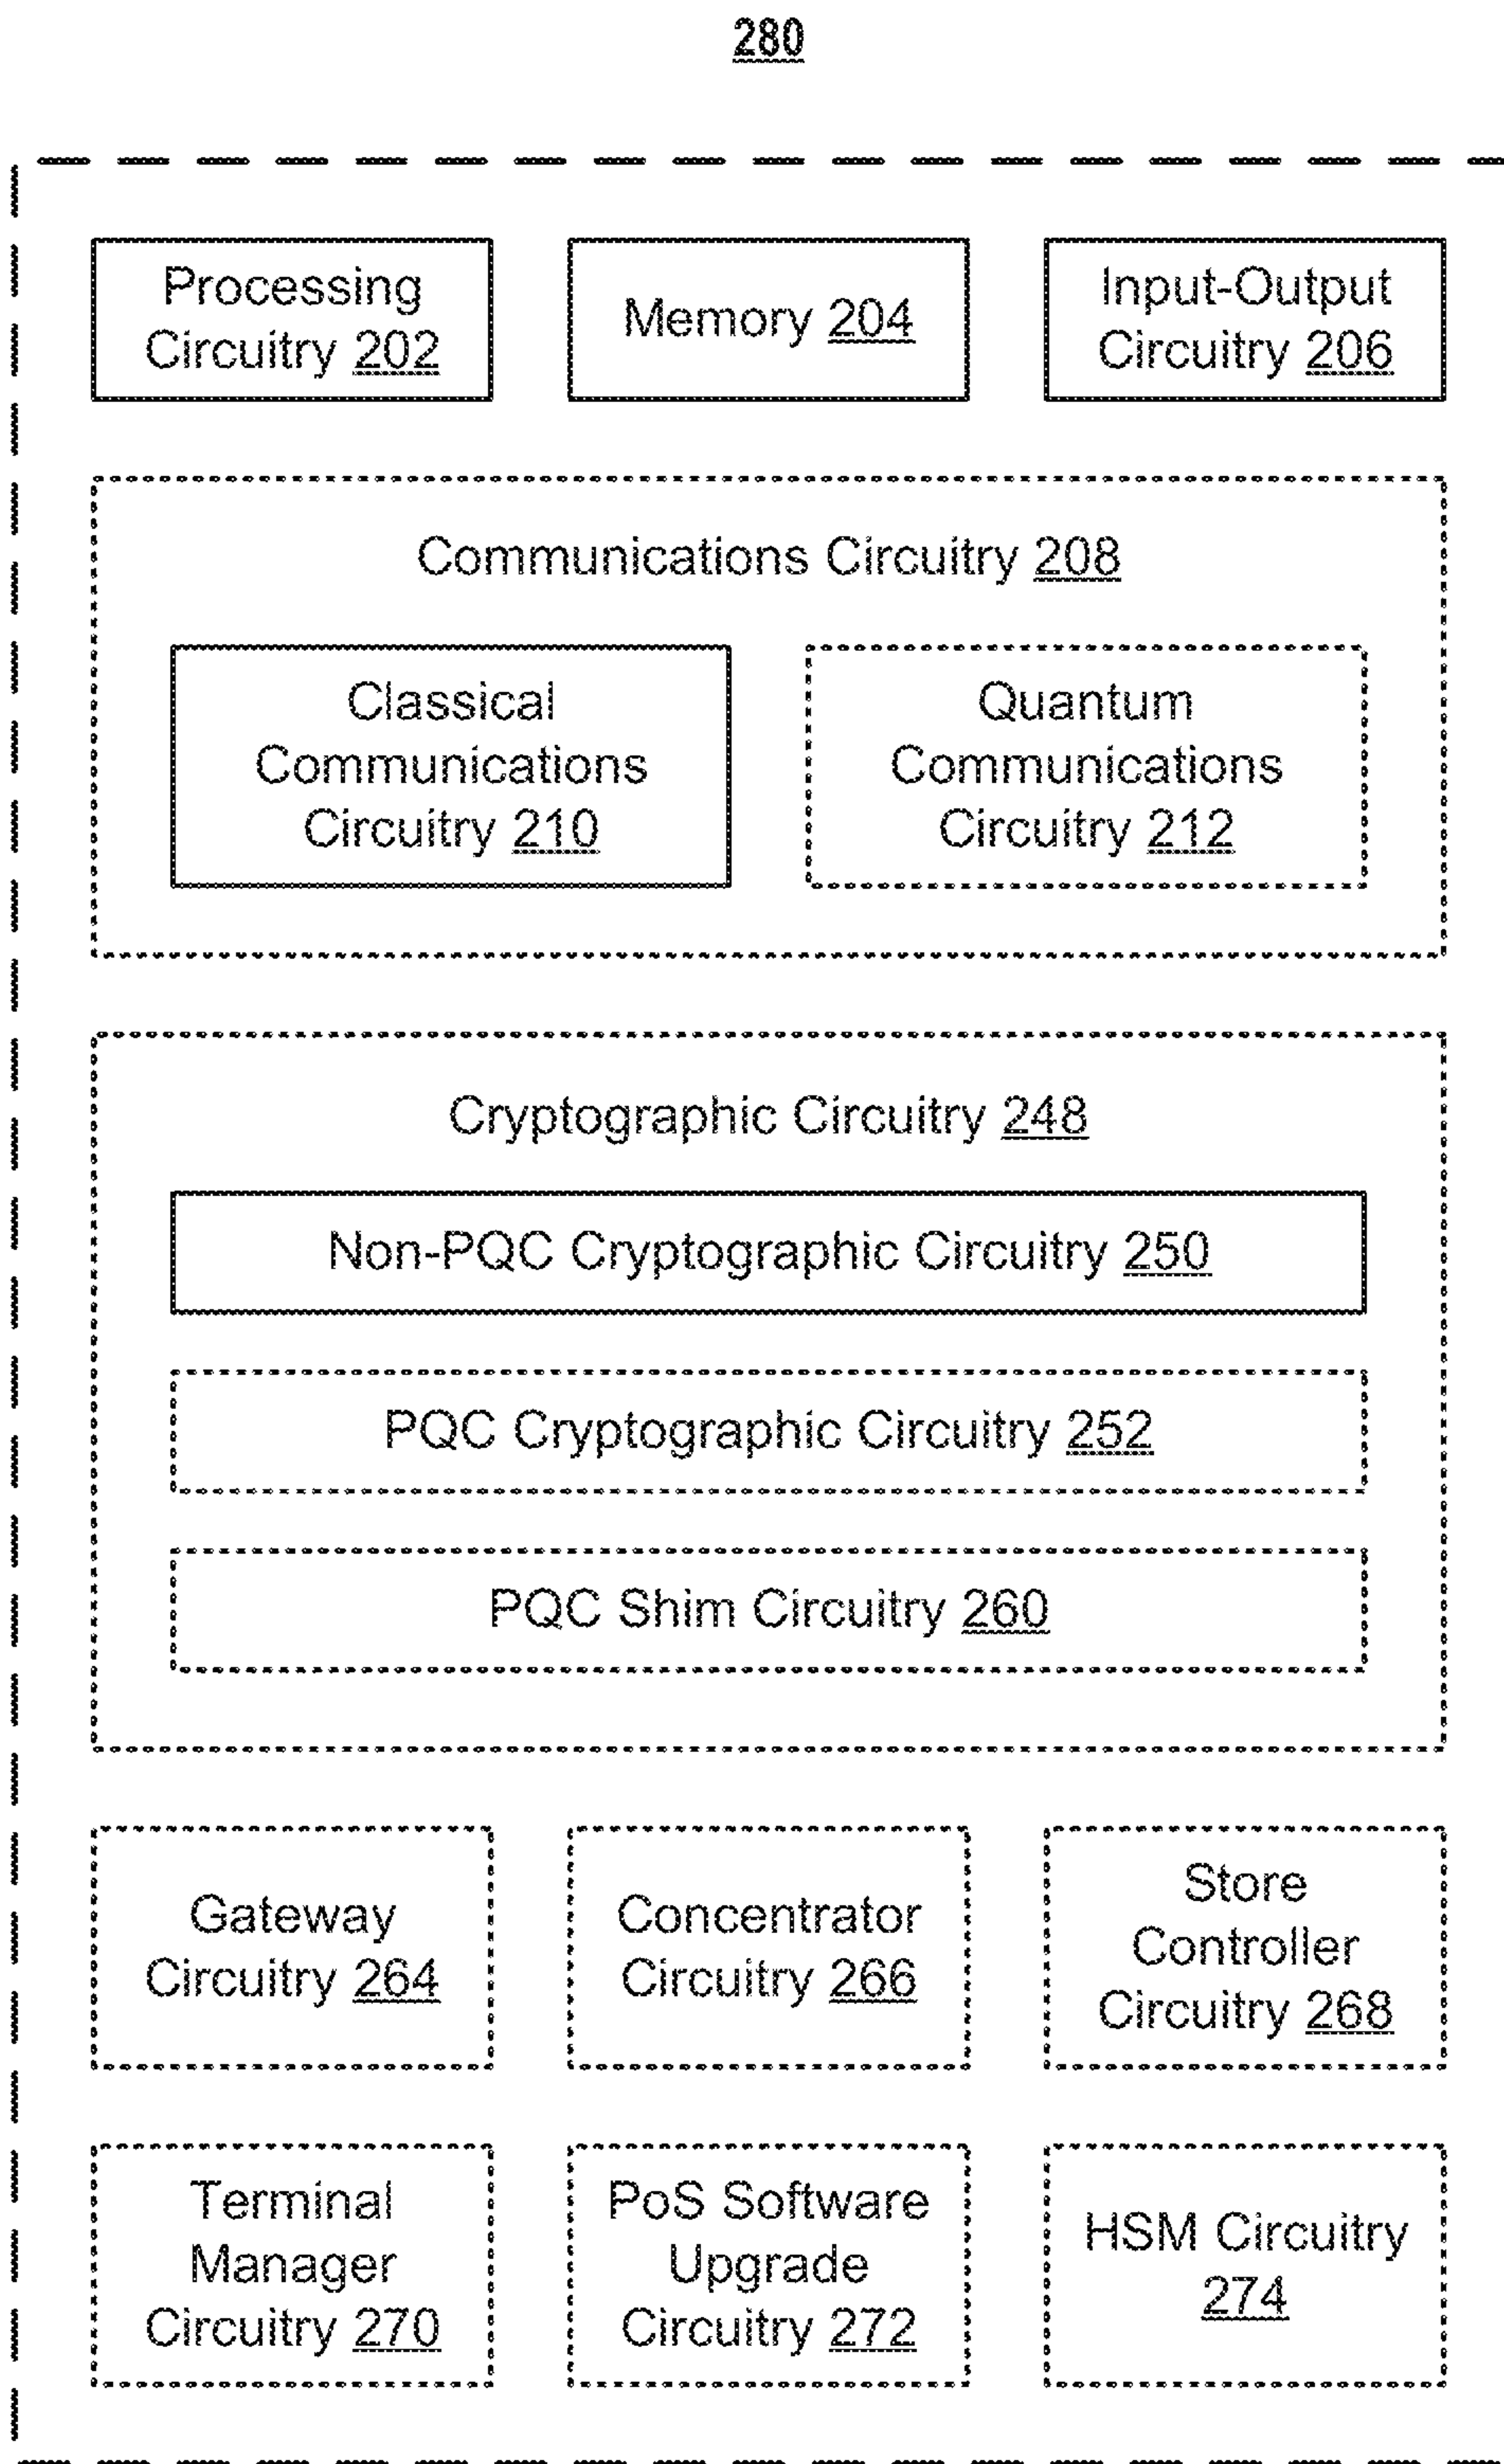 280
Processing
Circuitry 202
Memory 204
Input-Output
Circuitry 206
Communications Circuitry 208
Classical
Communications
Circuitry 210
Quantum
Communications
Circuitry 212
Cryptographic Circuitry 248
Non-PQC Cryptographic Circuitry 250
PQC Cryptographic Circuitry 252
PQC Shim Circuitry 260
Gateway
Circuitry 264
Concentrator
Circuitry 266
Store
Controller
Circuitry 268
Terminal
Manager
Circuitry 270
PoS Software
Upgrade
Circuitry 272
HSM Circuitry
274